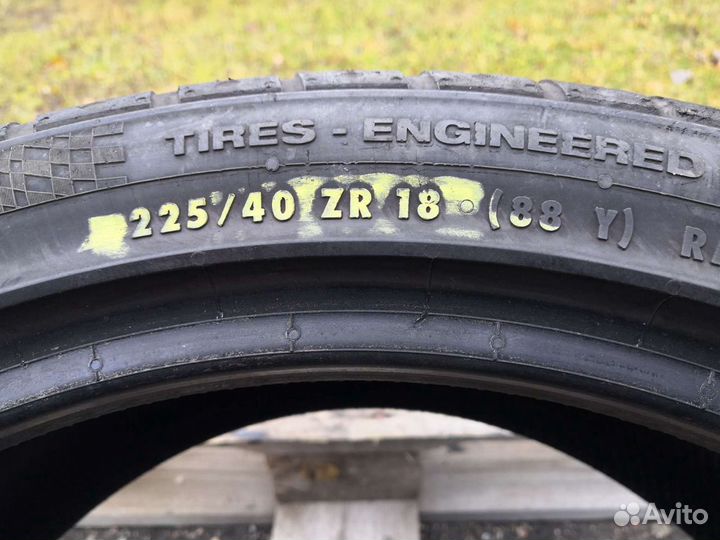 TIRES - ENGINEERED
225/40 ZR 18 (88 Y)
Avito